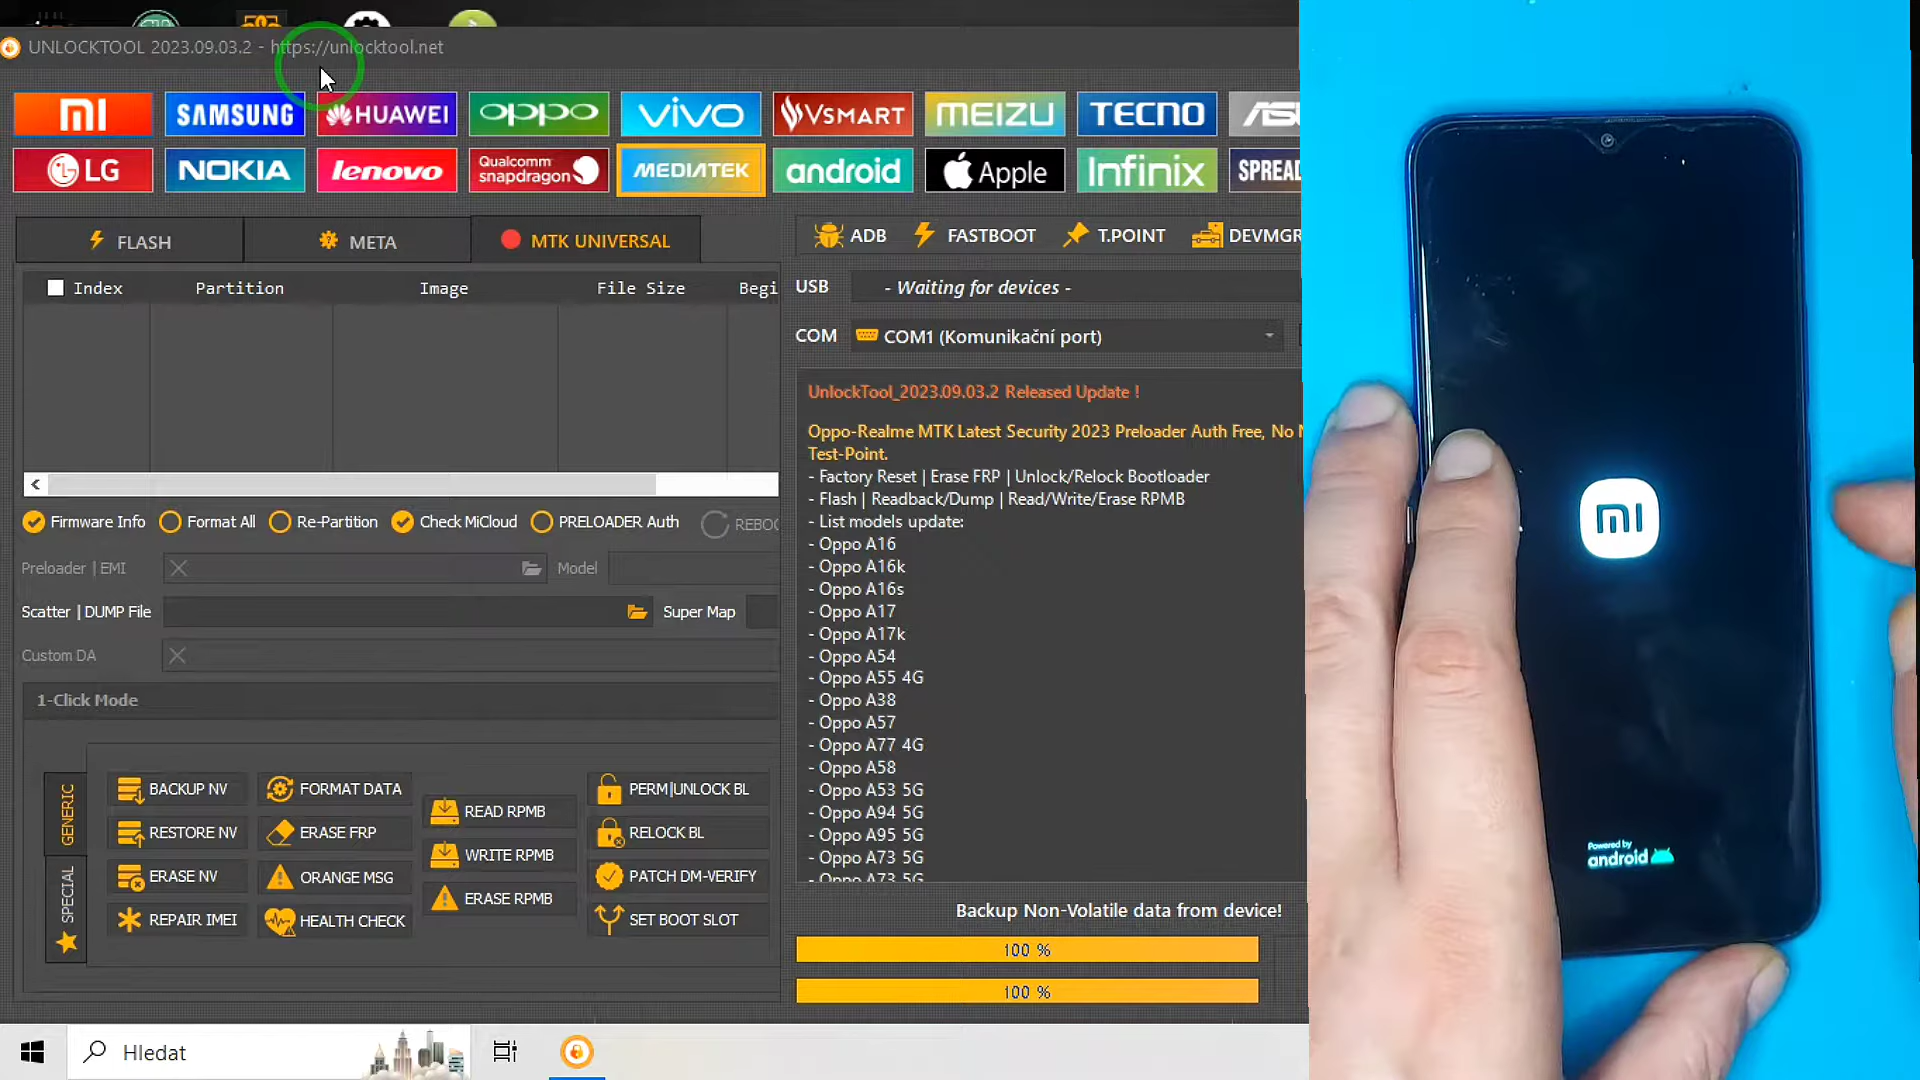 UNLOCKTOOL 2023.09.03.2 - https://unlocktool.net
SAMSUNG HUAWEI oppo vivo VSMART MEIZU TECNO
LG NOKIA lenovo Qualcomm snapdragon MEDIATEK android Apple Infinix SPREAD
FLASH META MTK UNIVERSAL
ADB FASTBOOT T.POINT DEVMGR
Index Partition Image File Size Begi
USB - Waiting for devices -
COM COM1 (Komunikační port)
UnlockTool_2023.09.03.2 Released Update !
Oppo-Realme MTK Latest Security 2023 Preloader Auth Free, No
Test-Point.
- Factory Reset | Erase FRP | Unlock/Relock Bootloader
- Flash | Readback/Dump | Read/Write/Erase RPMB
- List models update:
- Oppo A16
- Oppo A16k
- Oppo A16s
- Oppo A17
- Oppo A17k
- Oppo A54
- Oppo A55 4G
- Oppo A38
- Oppo A57
- Oppo A77 4G
- Oppo A58
- Oppo A53 5G
- Oppo A94 5G
- Oppo A95 5G
- Oppo A73 5G
- Oppo A73 5G
Firmware Info Format All Re-Partition Check MiCloud PRELOADER Auth REBOO
Preloader | EMI Model
Scatter | DUMP File Super Map
Custom DA
1-Click Mode
GENERIC
SPECIAL
BACKUP NV FORMAT DATA READ RPMB PERM|UNLOCK BL
RESTORE NV ERASE FRP WRITE RPMB RELOCK BL
ERASE NV ORANGE MSG ERASE RPMB PATCH DM-VERIFY
REPAIR IMEI HEALTH CHECK SET BOOT SLOT
Backup Non-Volatile data from device!
100 %
100 %
Hledat
mi
Powered by
android